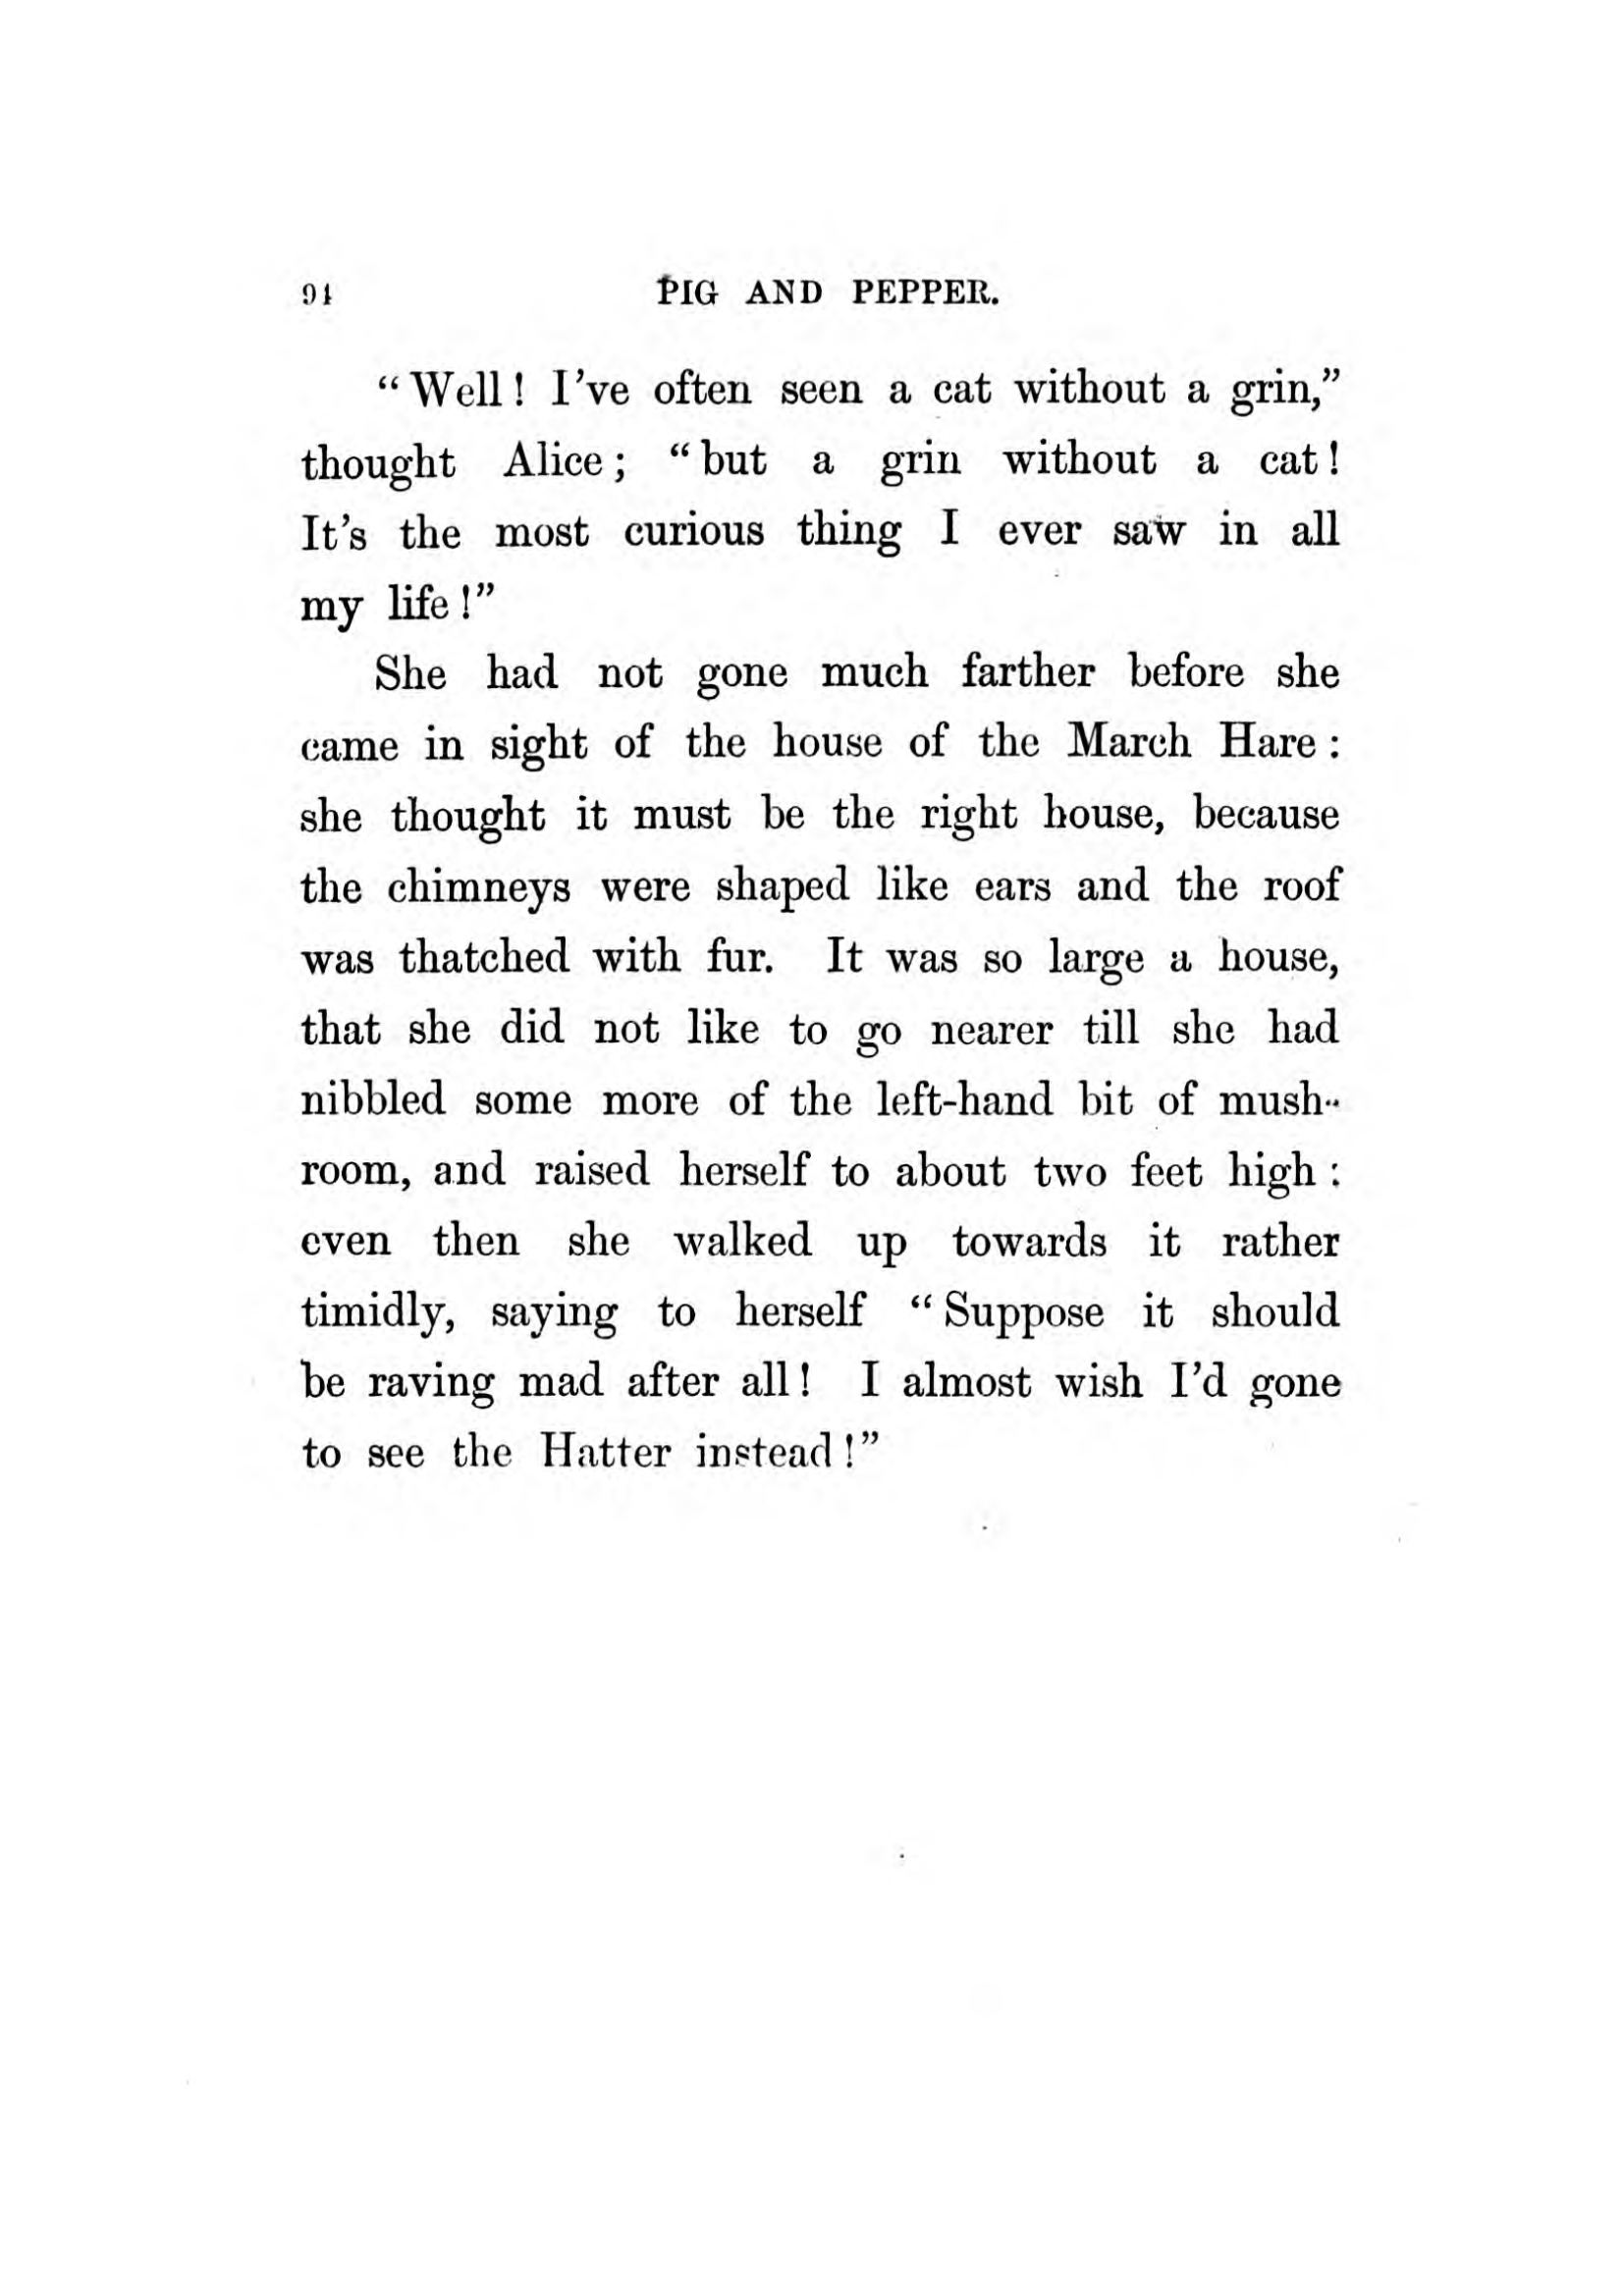 94 PIG AND PEPPER.
“Well! I’ve often seen a cat without a grin,”
thought Alice; “but a grin without a cat!
It’s the most curious thing I ever saw in all
my life!”
She had not gone much farther before she
came in sight of the house of the March Hare:
she thought it must be the right house, because
the chimneys were shaped like ears and the roof
was thatched with fur. It was so large a house,
that she did not like to go nearer till she had
nibbled some more of the left-hand bit of mush-
room, and raised herself to about two feet high:
even then she walked up towards it rather
timidly, saying to herself “Suppose it should
be raving mad after all! I almost wish I’d gone
to see the Hatter instead!”